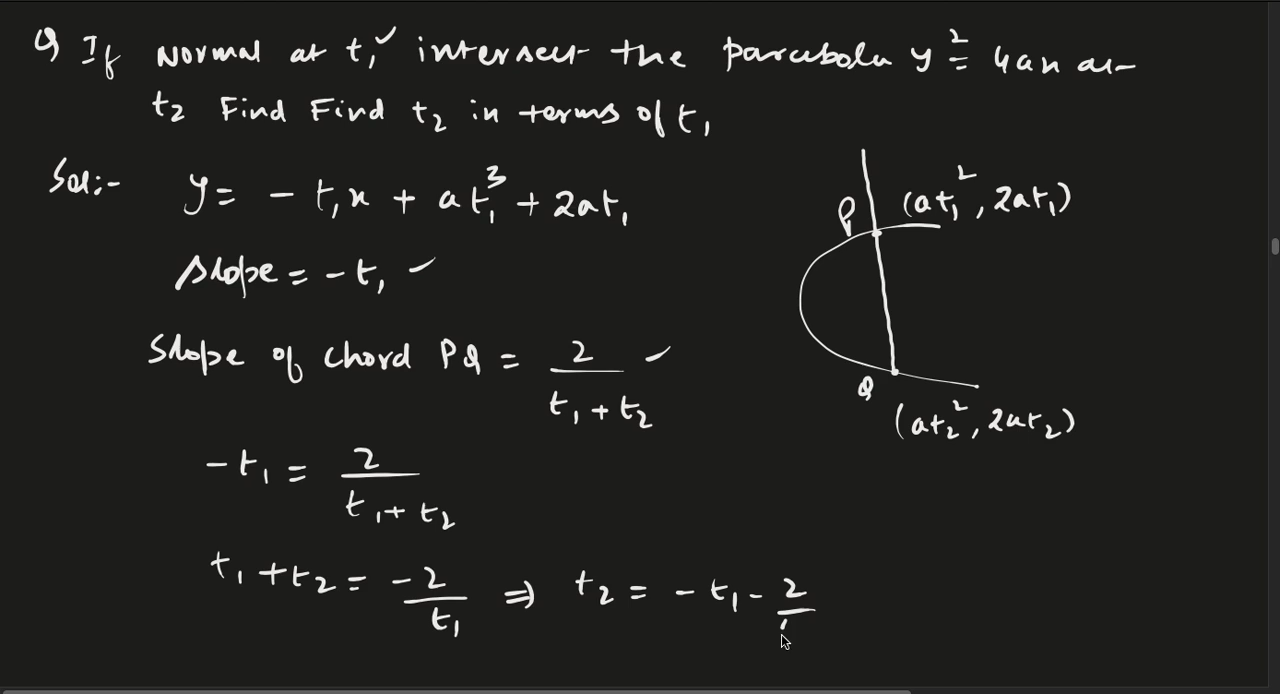 Q If Normal at t₁ ✓ intersect the parabola y² = 4ax at
t₂ Find Find t₂ in terms of t₁
Sol:- y = - t₁x + at₁³ + 2at₁
slope = - t₁ ✓
Slope of chord PQ = 2/(t₁ + t₂) ✓
- t₁ = 2/(t₁ + t₂)
t₁ + t₂ = -2/t₁ ⇒ t₂ = - t₁ - 2/
P (at₁², 2at₁)
Q
(at₂², 2at₂)